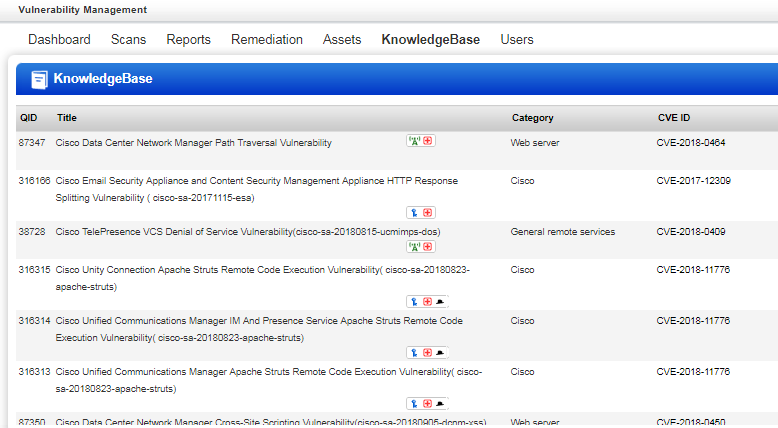 Vulnerability Management
Dashboard Scans Reports Remediation Assets KnowledgeBase Users
KnowledgeBase
QID Title Category CVE ID
87347 Cisco Data Center Network Manager Path Traversal Vulnerability Web server CVE-2018-0464
316166 Cisco Email Security Appliance and Content Security Management Appliance HTTP Response Cisco CVE-2017-12309
Splitting Vulnerability ( cisco-sa-20171115-esa)
38728 Cisco TelePresence VCS Denial of Service Vulnerability(cisco-sa-20180815-ucmimps-dos) General remote services CVE-2018-0409
316315 Cisco Unity Connection Apache Struts Remote Code Execution Vulnerability( cisco-sa-20180823- Cisco CVE-2018-11776
apache-struts)
316314 Cisco Unified Communications Manager IM And Presence Service Apache Struts Remote Code Cisco CVE-2018-11776
Execution Vulnerability( cisco-sa-20180823-apache-struts)
316313 Cisco Unified Communications Manager Apache Struts Remote Code Execution Vulnerability( cisco- Cisco CVE-2018-11776
sa-20180823-apache-struts)
87350 Cisco Data Center Network Manager Cross-Site Scripting Vulnerability(cisco-sa-20180905-dcnm-xss) Web server CVE-2018-0450